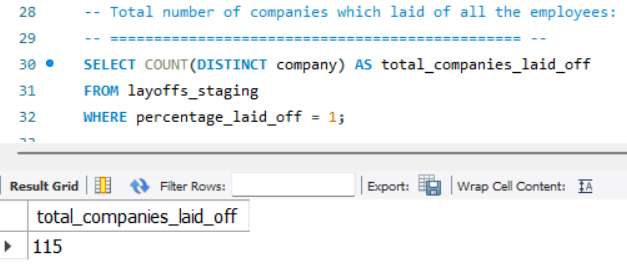 28 -- Total number of companies which laid of all the employees:
29 -- =============================================== --
30 SELECT COUNT(DISTINCT company) AS total_companies_laid_off
31 FROM layoffs_staging
32 WHERE percentage_laid_off = 1;
Result Grid Filter Rows: Export: Wrap Cell Content: IA
total_companies_laid_off
115